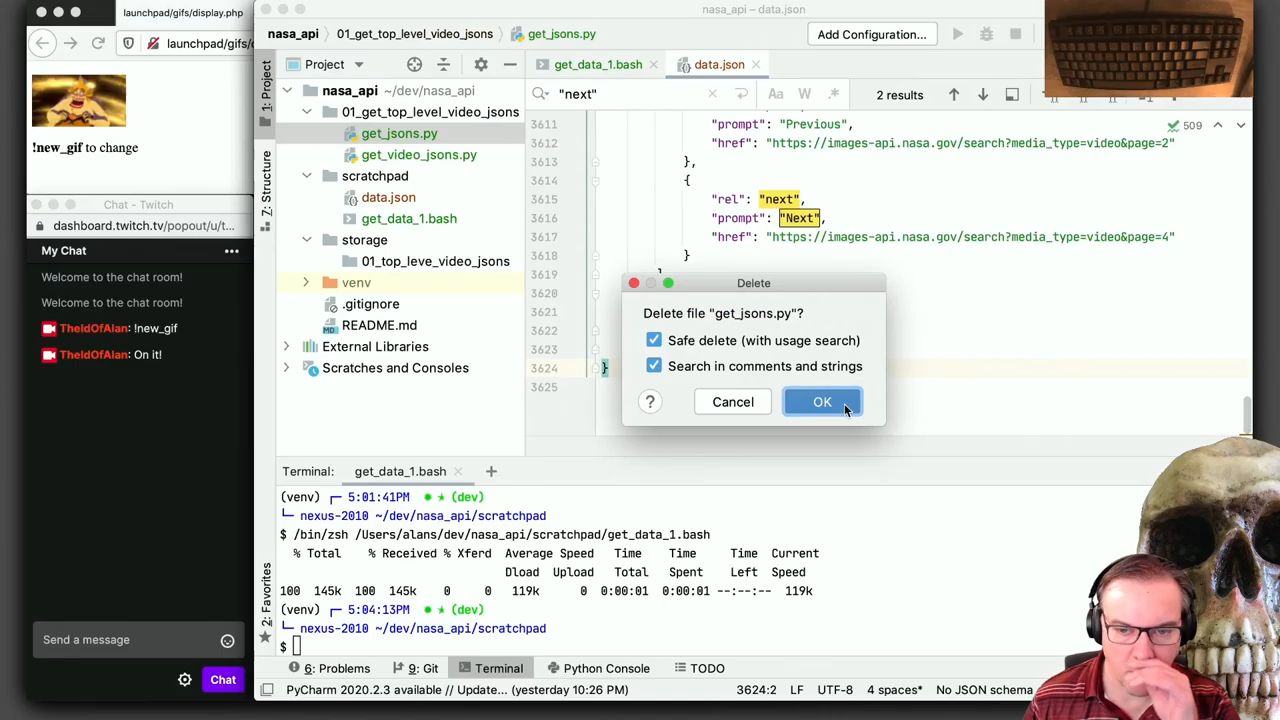 launchpad/gifs/display.php
launchpad/gifs/
!new_gif to change
Chat - Twitch
dashboard.twitch.tv/popout/u/t...
My Chat
Welcome to the chat room!
Welcome to the chat room!
TheIdOfAlan: !new_gif
TheIdOfAlan: On it!
Send a message
Chat
nasa_api – data.json
nasa_api
01_get_top_level_video_jsons
get_jsons.py
Add Configuration...
1: Project
7: Structure
2: Favorites
Project
nasa_api ~/dev/nasa_api
01_get_top_level_video_jsons
get_jsons.py
get_video_jsons.py
scratchpad
data.json
get_data_1.bash
storage
01_top_leve_video_jsons
venv
.gitignore
README.md
External Libraries
Scratches and Consoles
get_data_1.bash
data.json
"next"
Aa W .*
2 results
509
3611 "prompt": "Previous",
3612 "href": "https://images-api.nasa.gov/search?media_type=video&page=2"
3613 },
3614 {
3615 "rel": "next",
3616 "prompt": "Next",
3617 "href": "https://images-api.nasa.gov/search?media_type=video&page=4"
3618 }
3619 ]
3620
3621
3622
3623
3624 }
3625
Delete
Delete file "get_jsons.py"?
Safe delete (with usage search)
Search in comments and strings
?
Cancel
OK
Terminal:
get_data_1.bash
(venv) 5:01:41PM (dev)
nexus-2010 ~/dev/nasa_api/scratchpad
$ /bin/zsh /Users/alans/dev/nasa_api/scratchpad/get_data_1.bash
% Total % Received % Xferd Average Speed Time Time Time Current
Dload Upload Total Spent Left Speed
100 145k 100 145k 0 0 119k 0 0:00:01 0:00:01 --:--:-- 119k
(venv) 5:04:13PM (dev)
nexus-2010 ~/dev/nasa_api/scratchpad
$
6: Problems
9: Git
Terminal
Python Console
TODO
PyCharm 2020.2.3 available // Update... (yesterday 10:26 PM)
3624:2
LF
UTF-8
4 spaces*
No JSON schema